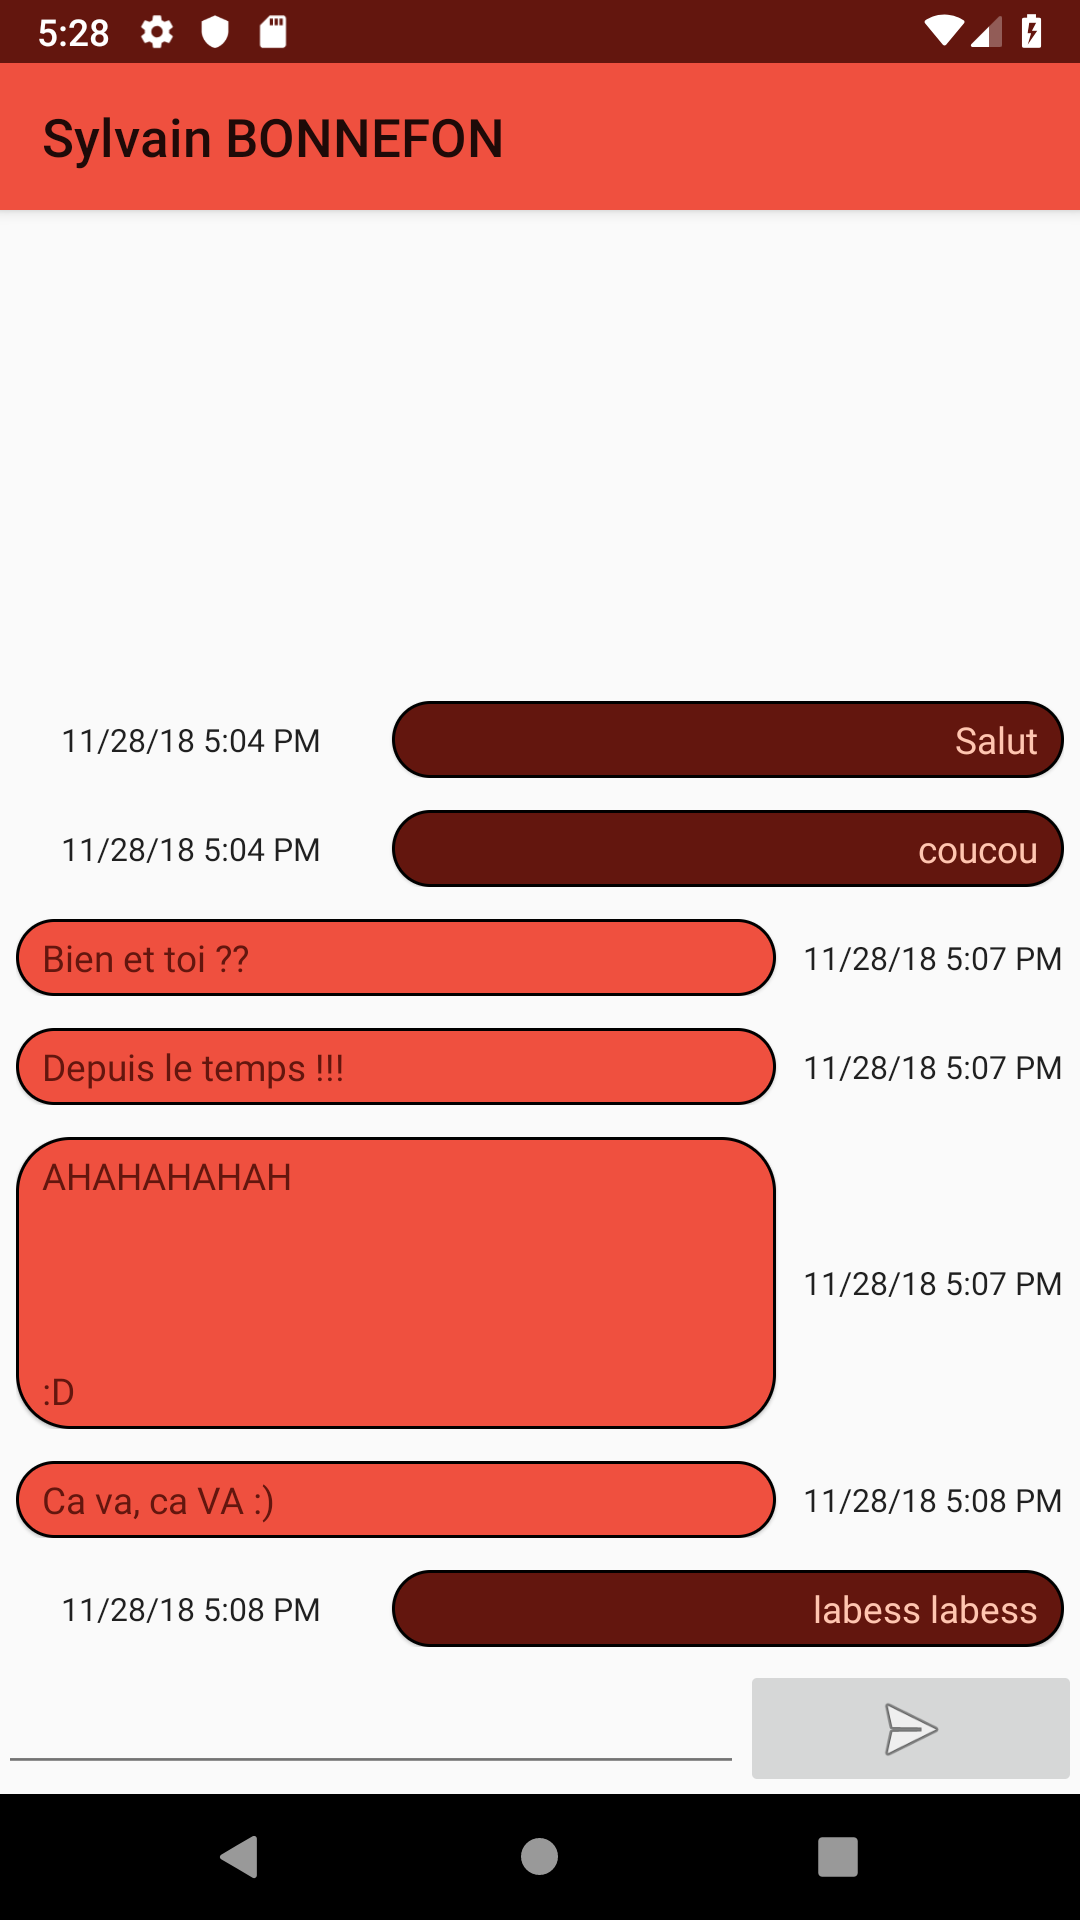 5:28
Sylvain BONNEFON
11/28/18 5:04 PM Salut
11/28/18 5:04 PM coucou
Bien et toi ?? 11/28/18 5:07 PM
Depuis le temps !!! 11/28/18 5:07 PM
AHAHAHAHAH
11/28/18 5:07 PM
:D
Ca va, ca VA :) 11/28/18 5:08 PM
11/28/18 5:08 PM labess labess